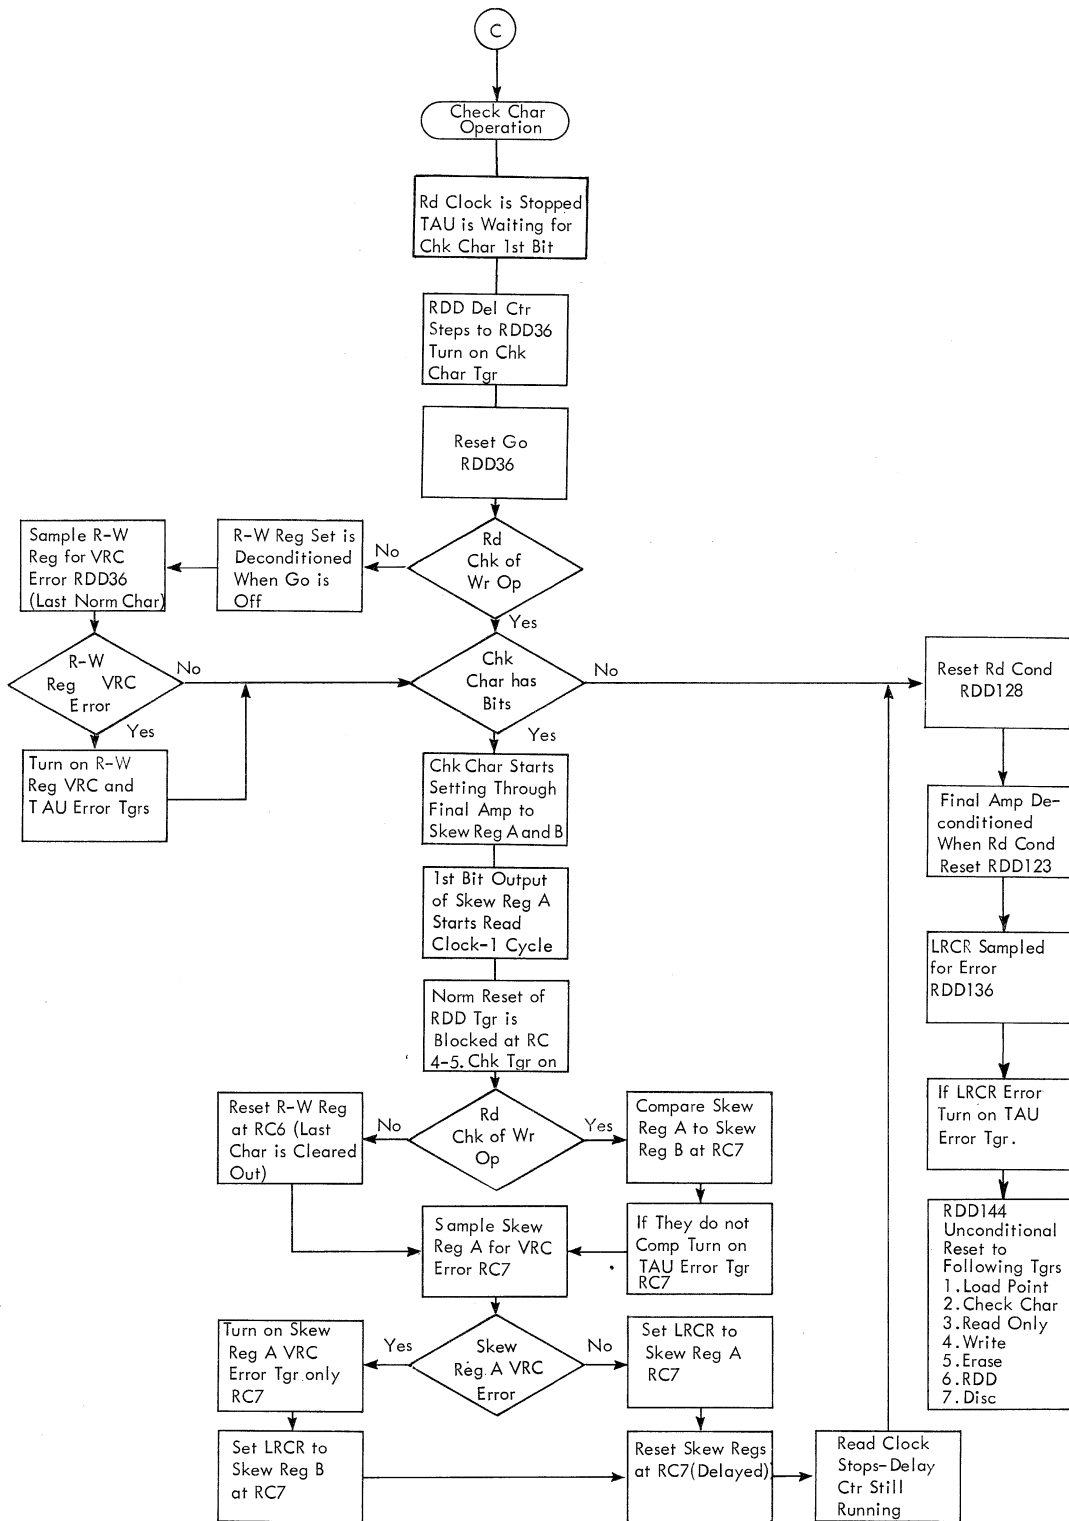 C
Check Char
Operation
Rd Clock is Stopped
TAU is Waiting for
Chk Char 1st Bit
RDD Del Ctr
Steps to RDD36
Turn on Chk
Char Tgr
Reset Go
RDD36
Rd
Chk of
Wr Op
No
Yes
R-W Reg Set is
Deconditioned
When Go is
Off
Sample R-W
Reg for VRC
Error RDD36
(Last Norm Char)
R-W
Reg VRC
Error
No
Yes
Turn on R-W
Reg VRC and
TAU Error Tgrs
Chk
Char has
Bits
No
Yes
Chk Char Starts
Setting Through
Final Amp to
Skew Reg A and B
1st Bit Output
of Skew Reg A
Starts Read
Clock-1 Cycle
Norm Reset of
RDD Tgr is
Blocked at RC
4-5. Chk Tgr on
Rd
Chk of Wr
Op
No
Yes
Reset R-W Reg
at RC6 (Last
Char is Cleared
Out)
Compare Skew
Reg A to Skew
Reg B at RC7
If They do not
Comp Turn on
TAU Error Tgr
RC7
Sample Skew
Reg A for VRC
Error RC7
Skew
Reg. A VRC
Error
Yes
No
Turn on Skew
Reg A VRC
Error Tgr only
RC7
Set LRCR to
Skew Reg B
at RC7
Set LRCR to
Skew Reg A
RC7
Reset Skew Regs
at RC7(Delayed)
Read Clock
Stops-Delay
Ctr Still
Running
Reset Rd Cond
RDD128
Final Amp De-
conditioned
When Rd Cond
Reset RDD123
LRCR Sampled
for Error
RDD136
If LRCR Error
Turn on TAU
Error Tgr.
RDD144
Unconditional
Reset to
Following Tgrs
1. Load Point
2. Check Char
3. Read Only
4. Write
5. Erase
6. RDD
7. Disc